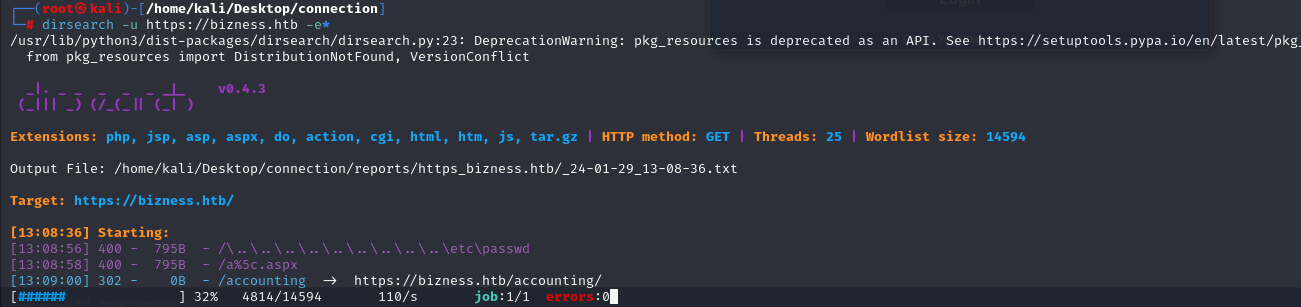 Login
┌──(root㉿kali)-[/home/kali/Desktop/connection]
└─# dirsearch -u https://bizness.htb -e*
/usr/lib/python3/dist-packages/dirsearch/dirsearch.py:23: DeprecationWarning: pkg_resources is deprecated as an API. See https://setuptools.pypa.io/en/latest/pkg_
  from pkg_resources import DistributionNotFound, VersionConflict
  _|. _ _  _  _  _ _|_    v0.4.3
 (_||| _) (/_(_|| (_| )
Extensions: php, jsp, asp, aspx, do, action, cgi, html, htm, js, tar.gz | HTTP method: GET | Threads: 25 | Wordlist size: 14594
Output File: /home/kali/Desktop/connection/reports/https_bizness.htb/_24-01-29_13-08-36.txt
Target: https://bizness.htb/
[13:08:36] Starting:
[13:08:56] 400 -  795B  - /\..\..\..\..\..\..\..\..\..\etc\passwd
[13:08:58] 400 -  795B  - /a%5c.aspx
[13:09:00] 302 -    0B  - /accounting  ->  https://bizness.htb/accounting/
[######              ] 32%   4814/14594       110/s       job:1/1  errors:0